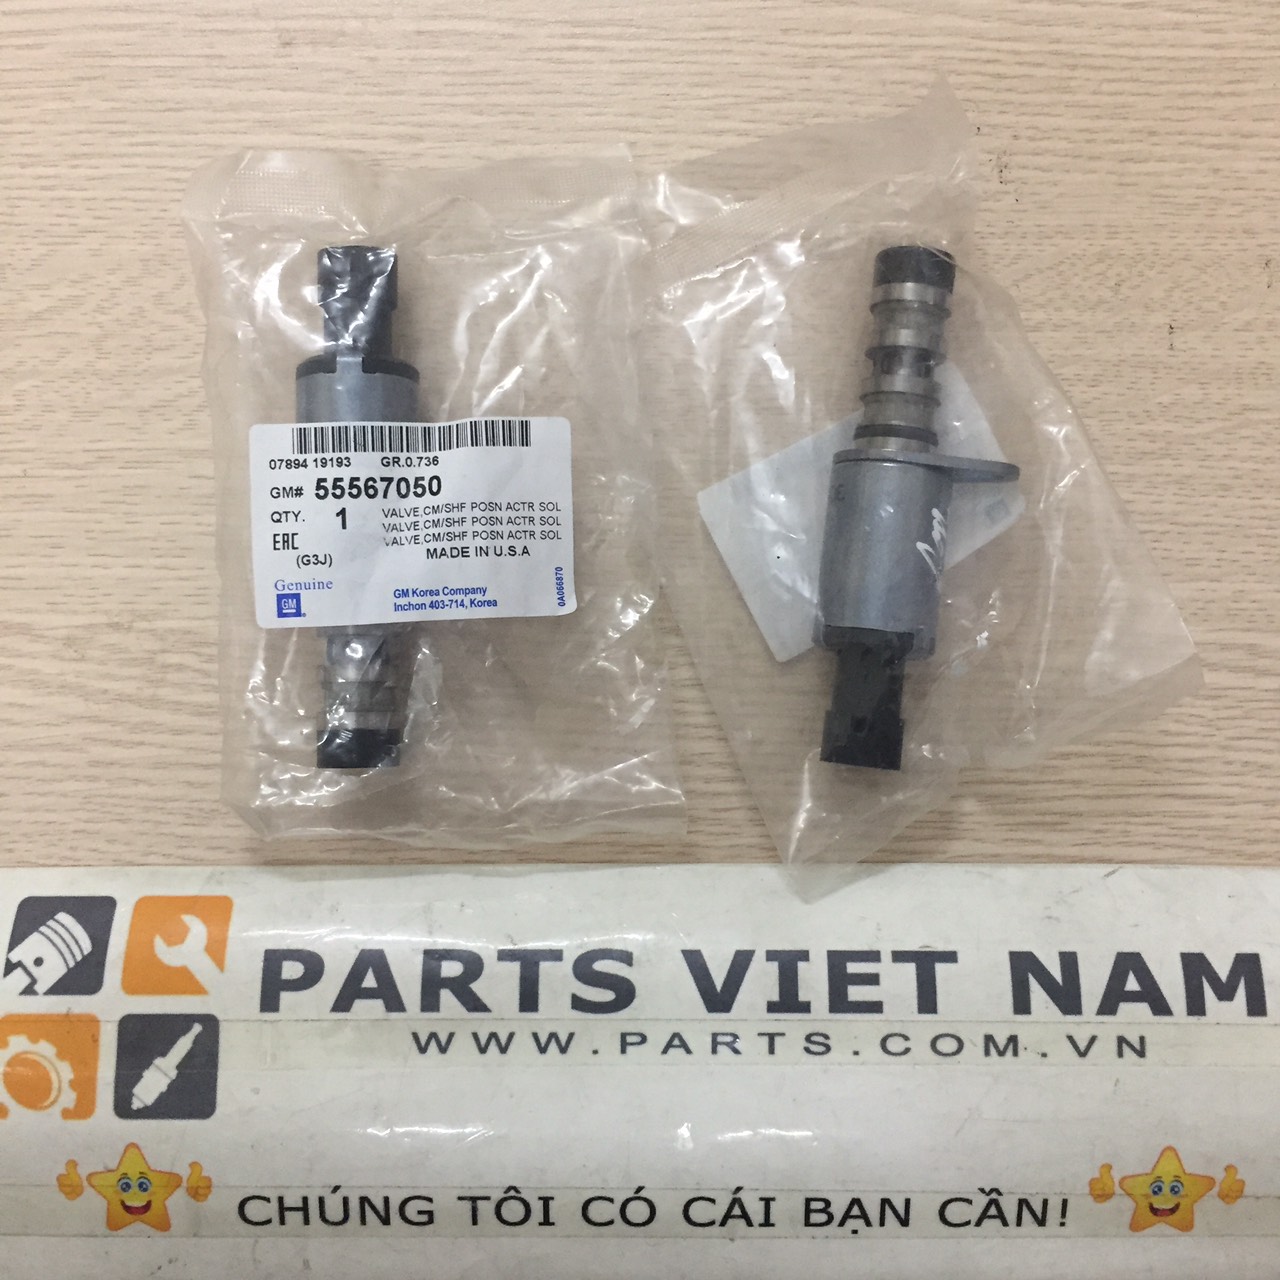 07894 19193 GR.0.736
GM# 55567050
QTY. 1 VALVE,CM/SHF POSN ACTR SOL
VALVE,CM/SHF POSN ACTR SOL
EAC VALVE,CM/SHF POSN ACTR SOL
(G3J) MADE IN U.S.A
Genuine
GM
GM Korea Company
Inchon 403-714, Korea
0A066870
PARTS VIET NAM
WWW.PARTS.COM.VN
CHÚNG TÔI CÓ CÁI BẠN CẦN!